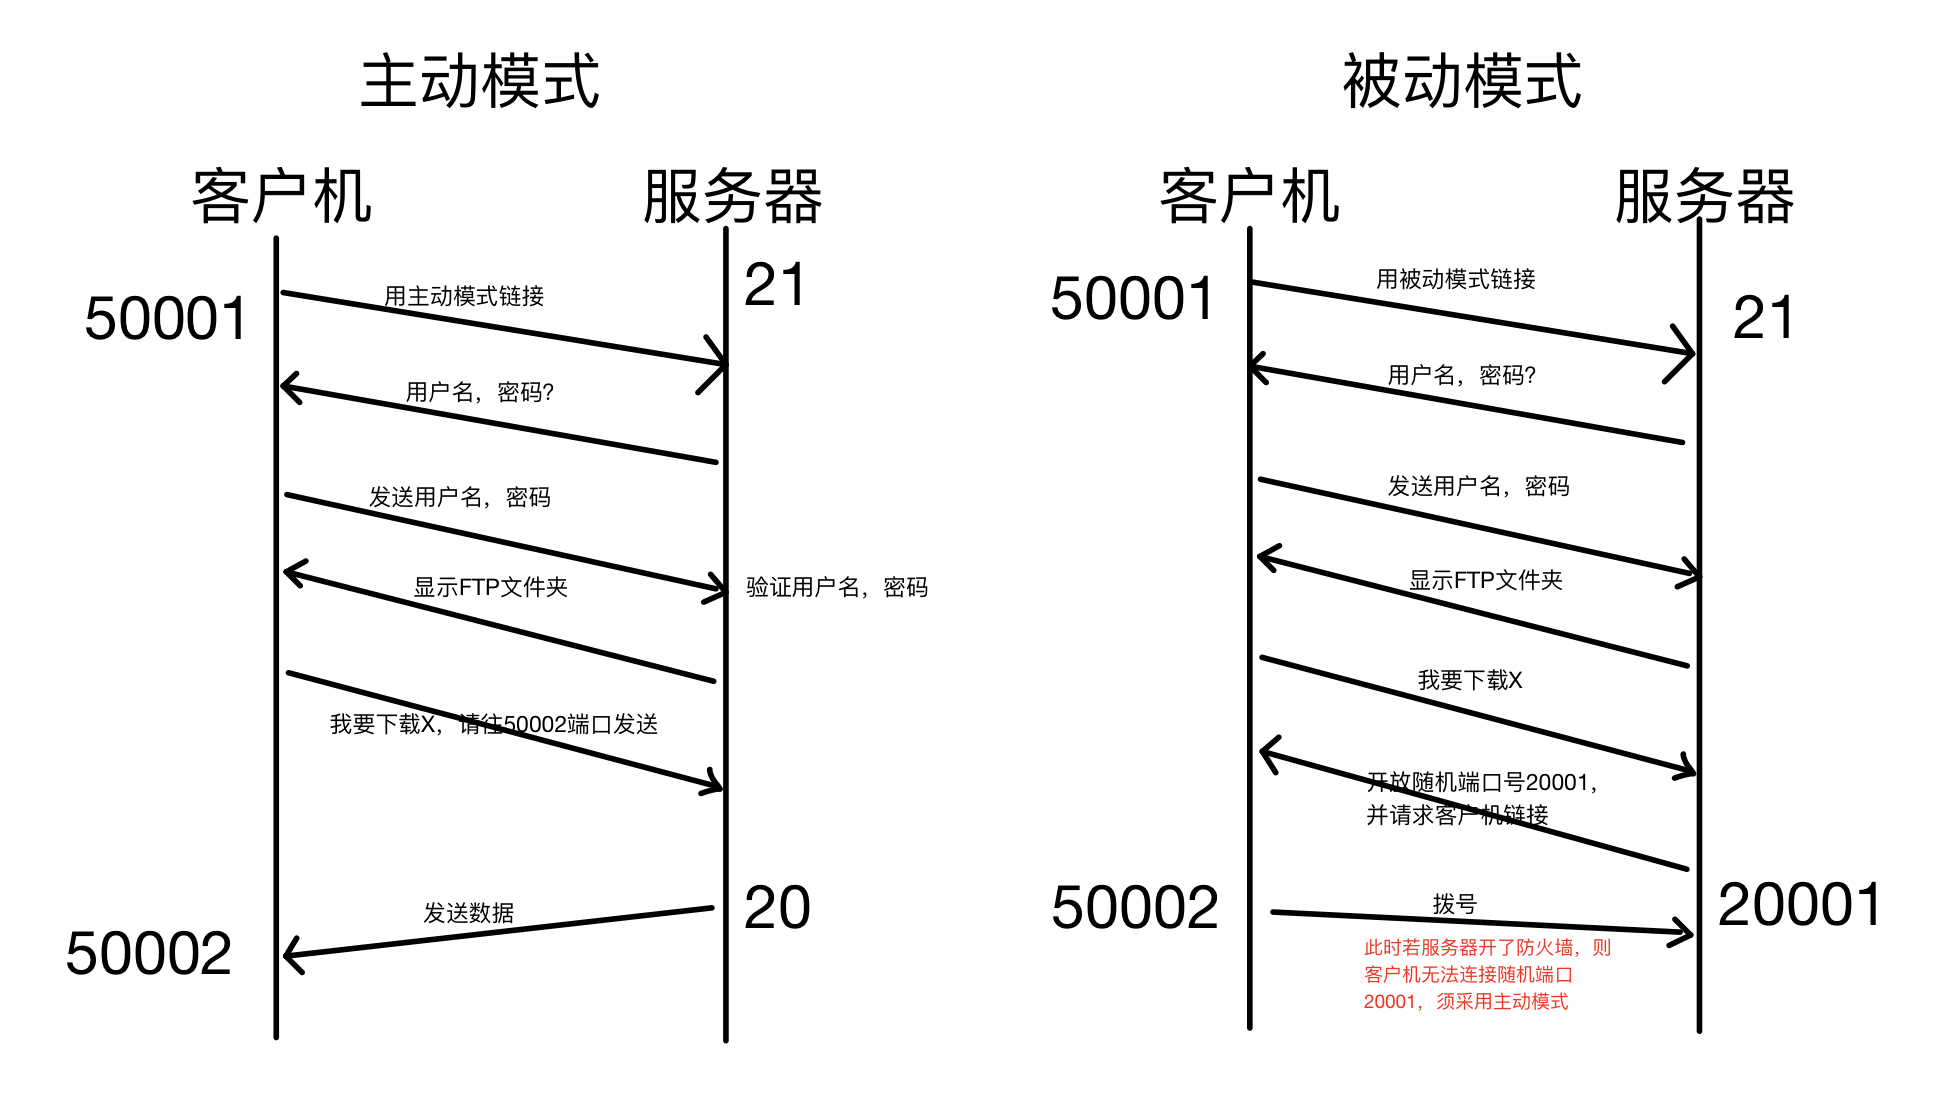 主动模式
客户机
服务器
50001
21
用主动模式链接
用户名，密码？
发送用户名，密码
验证用户名，密码
显示FTP文件夹
我要下载X，请往50002端口发送
20
发送数据
50002
被动模式
客户机
服务器
50001
21
用被动模式链接
用户名，密码？
发送用户名，密码
显示FTP文件夹
我要下载X
开放随机端口号20001，
并请求客户机链接
50002
20001
拨号
此时若服务器开了防火墙，则
客户机无法连接随机端口
20001，须采用主动模式